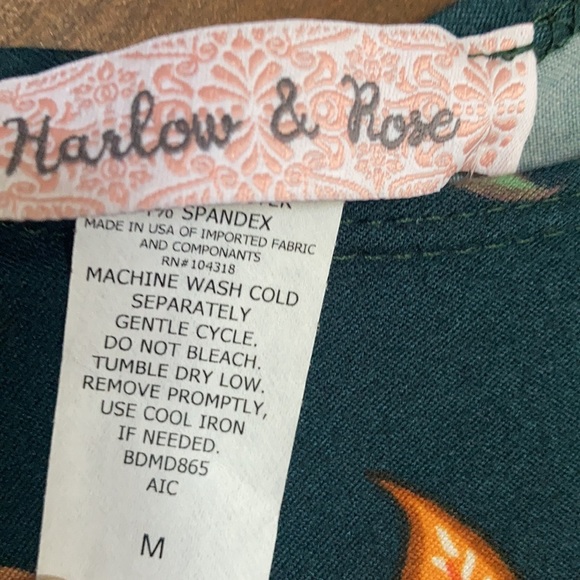 Harlow & Rose
SPANDEX
MADE IN USA OF IMPORTED FABRIC
AND COMPONANTS
RN#104318
MACHINE WASH COLD
SEPARATELY
GENTLE CYCLE.
DO NOT BLEACH.
TUMBLE DRY LOW.
REMOVE PROMPTLY,
USE COOL IRON
IF NEEDED.
BDMD865
AIC
M